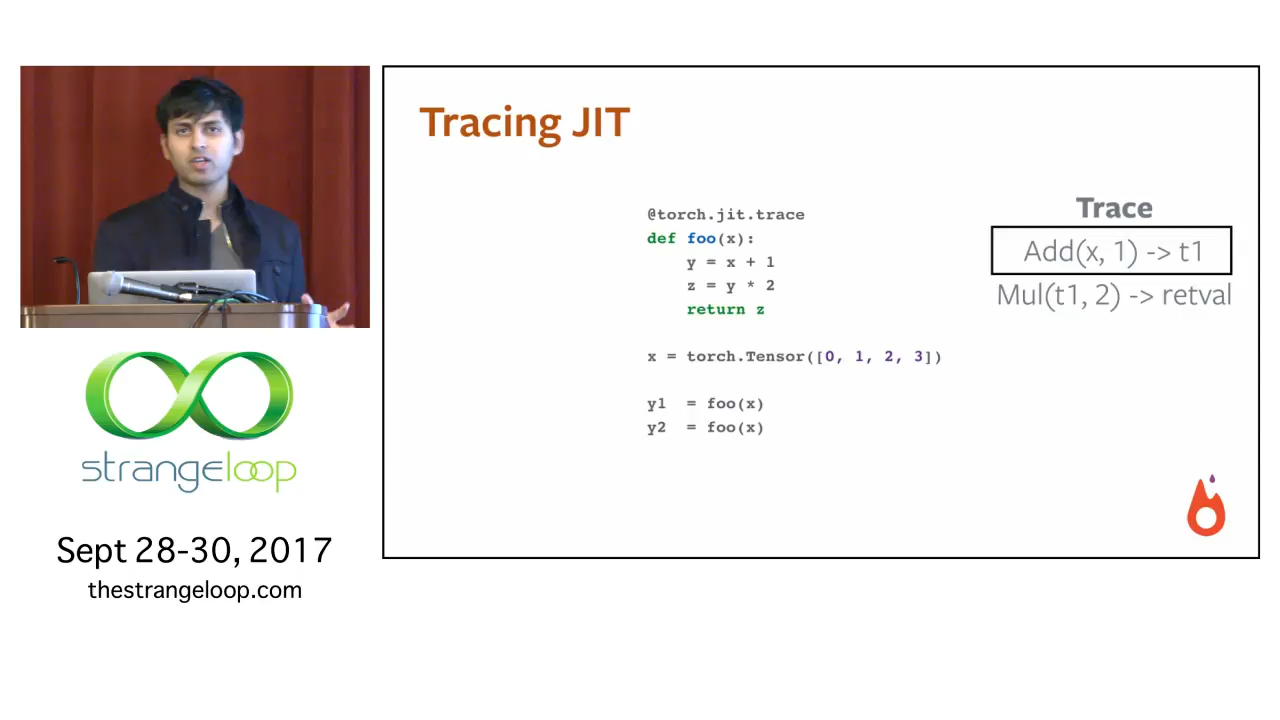 Tracing JIT
@torch.jit.trace
def foo(x):
    y = x + 1
    z = y * 2
    return z
x = torch.Tensor([0, 1, 2, 3])
y1  = foo(x)
y2  = foo(x)
Trace
Add(x, 1) -> t1
Mul(t1, 2) -> retval
strangeloop
Sept 28-30, 2017
thestrangeloop.com